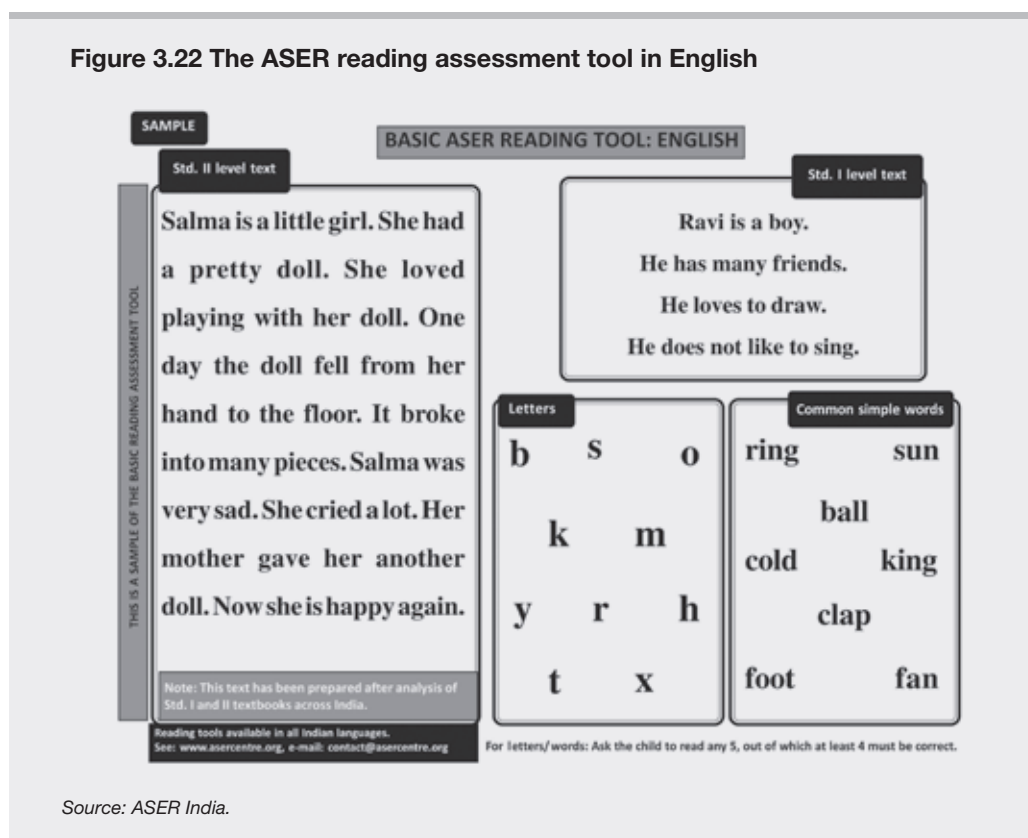 Figure 3.22 The ASER reading assessment tool in English
SAMPLE
BASIC ASER READING TOOL: ENGLISH
THIS IS A SAMPLE OF THE BASIC READING ASSESSMENT TOOL
Std. II level text
Salma is a little girl. She had
a pretty doll. She loved
playing with her doll. One
day the doll fell from her
hand to the floor. It broke
into many pieces. Salma was
very sad. She cried a lot. Her
mother gave her another
doll. Now she is happy again.
Note: This text has been prepared after analysis of
Std. I and II textbooks across India.
Reading tools available in all Indian languages.
See: www.asercentre.org, e-mail: contact@asercentre.org
Std. I level text
Ravi is a boy.
He has many friends.
He loves to draw.
He does not like to sing.
Letters
b s o
k m
y r h
t x
Common simple words
ring sun
ball
cold king
clap
foot fan
For letters/words: Ask the child to read any 5, out of which at least 4 must be correct.
Source: ASER India.